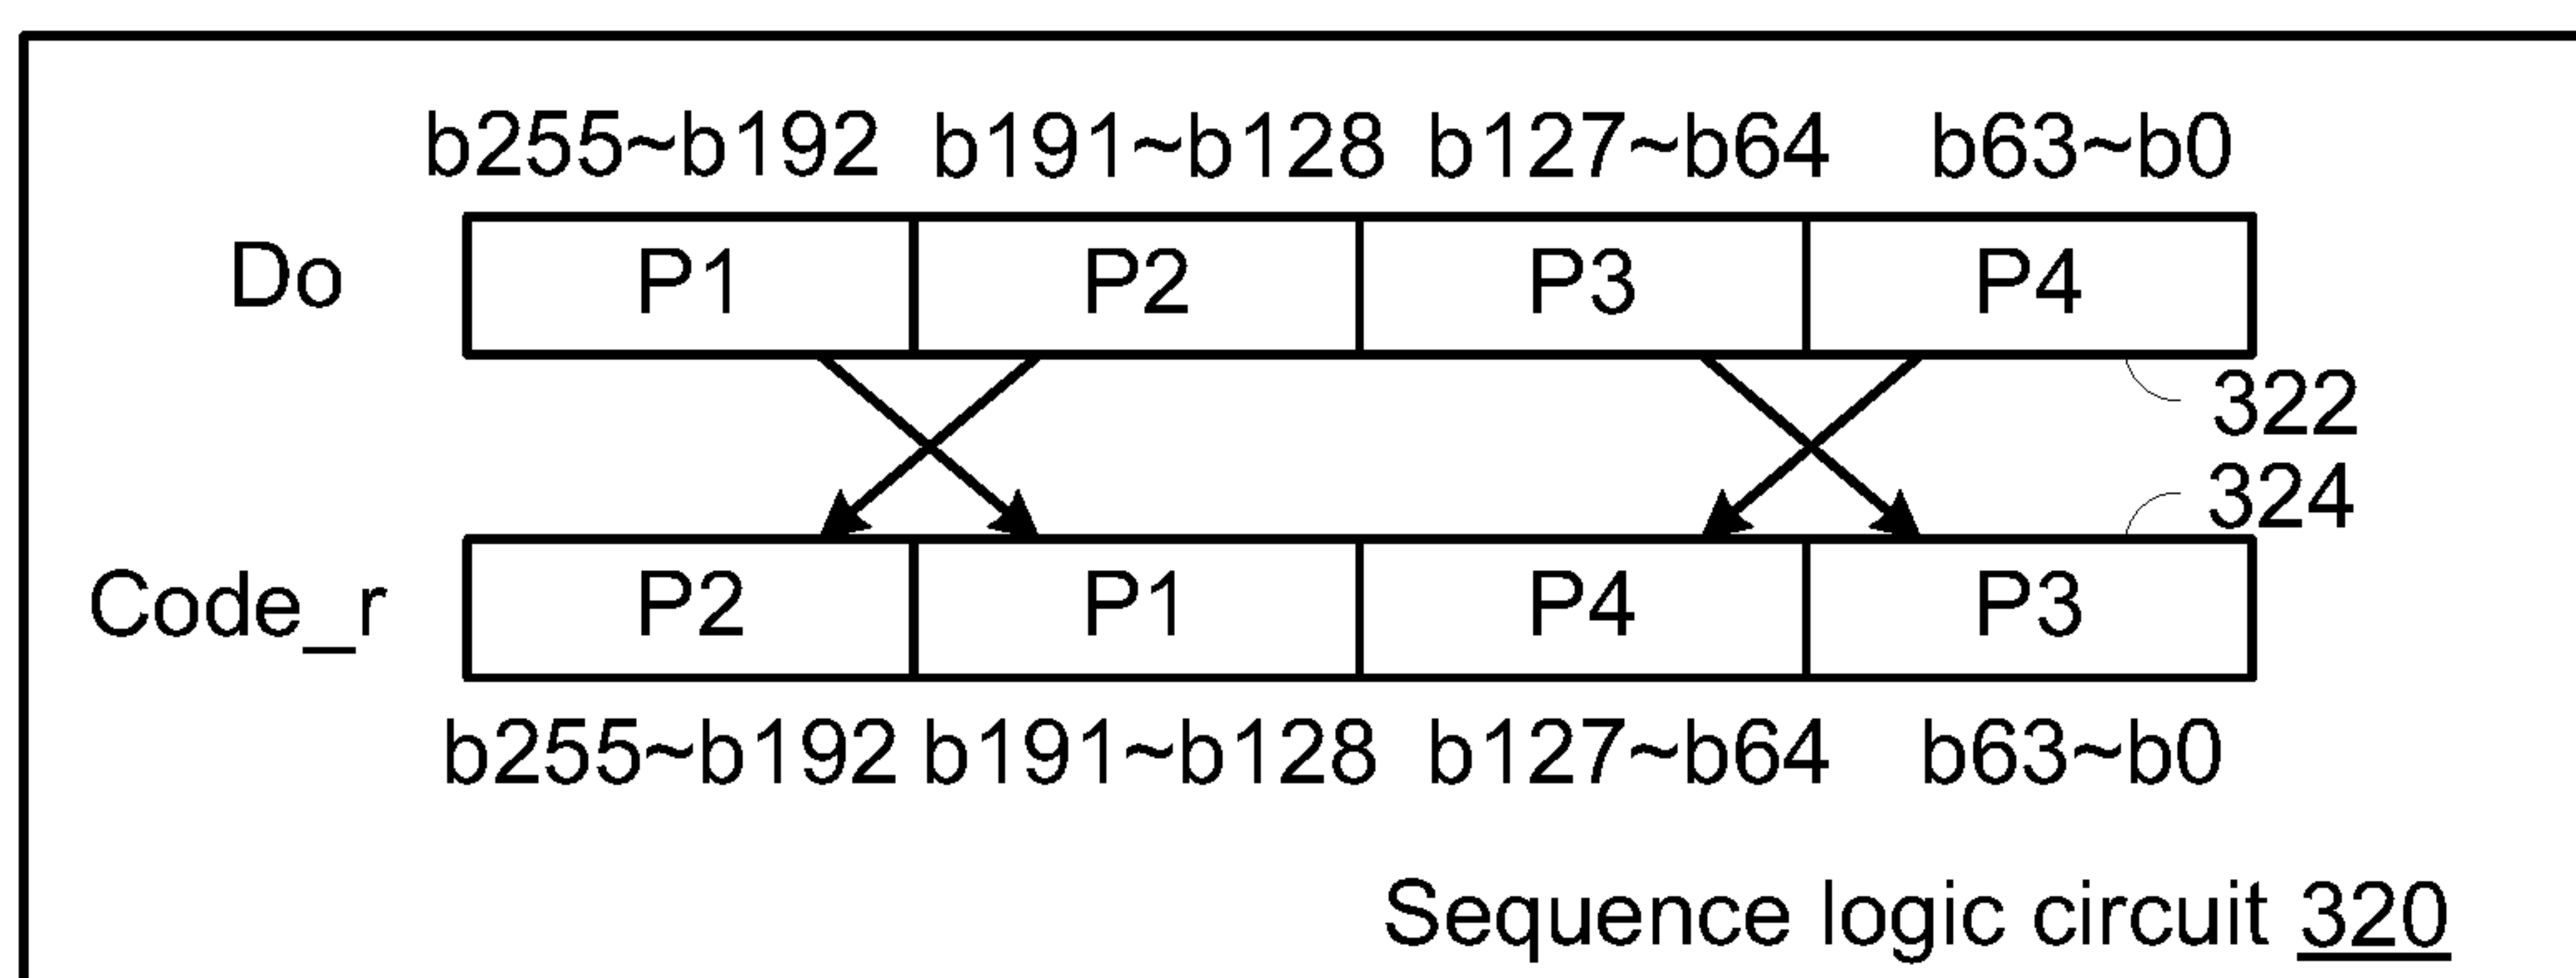 b255~b192 b191~b128 b127~b64 b63~b0
Do P1 P2 P3 P4
322
324
Code_r P2 P1 P4 P3
b255~b192 b191~b128 b127~b64 b63~b0
Sequence logic circuit 320